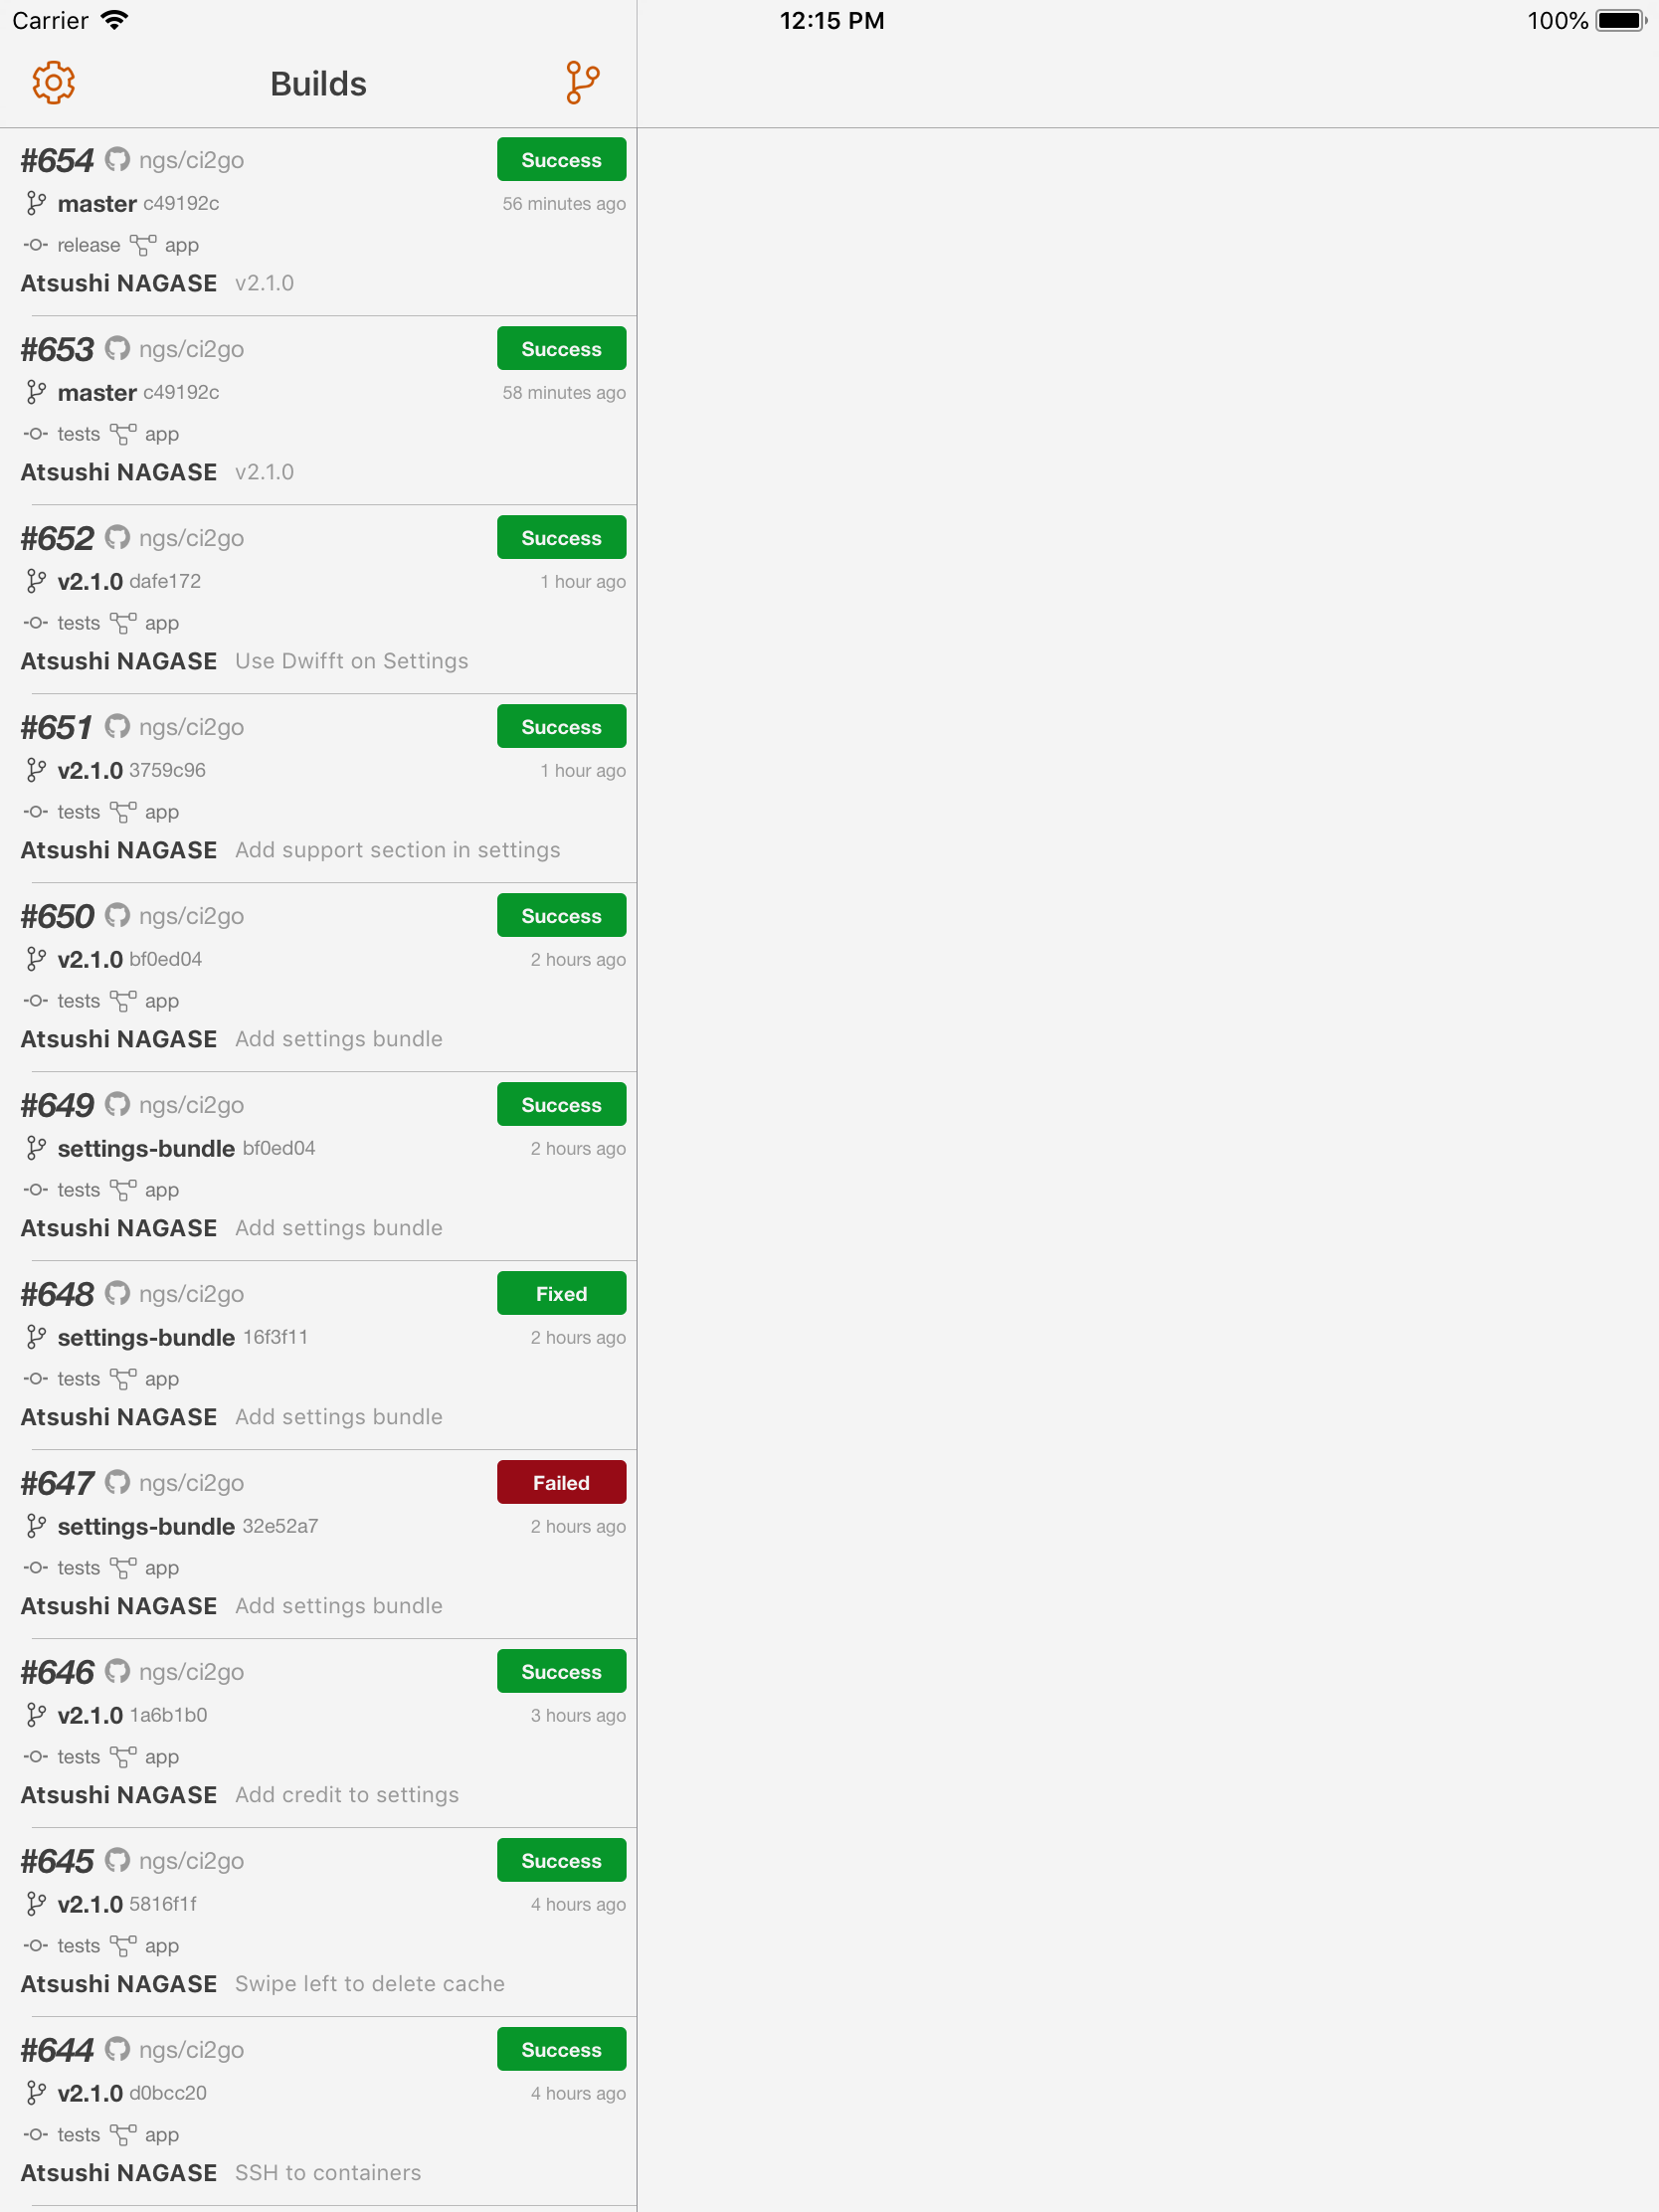 Carrier 12:15 PM 100%
Builds
#654 ngs/ci2go Success
master c49192c 56 minutes ago
release app
Atsushi NAGASE v2.1.0
#653 ngs/ci2go Success
master c49192c 58 minutes ago
tests app
Atsushi NAGASE v2.1.0
#652 ngs/ci2go Success
v2.1.0 dafe172 1 hour ago
tests app
Atsushi NAGASE Use Dwifft on Settings
#651 ngs/ci2go Success
v2.1.0 3759c96 1 hour ago
tests app
Atsushi NAGASE Add support section in settings
#650 ngs/ci2go Success
v2.1.0 bf0ed04 2 hours ago
tests app
Atsushi NAGASE Add settings bundle
#649 ngs/ci2go Success
settings-bundle bf0ed04 2 hours ago
tests app
Atsushi NAGASE Add settings bundle
#648 ngs/ci2go Fixed
settings-bundle 16f3f11 2 hours ago
tests app
Atsushi NAGASE Add settings bundle
#647 ngs/ci2go Failed
settings-bundle 32e52a7 2 hours ago
tests app
Atsushi NAGASE Add settings bundle
#646 ngs/ci2go Success
v2.1.0 1a6b1b0 3 hours ago
tests app
Atsushi NAGASE Add credit to settings
#645 ngs/ci2go Success
v2.1.0 5816f1f 4 hours ago
tests app
Atsushi NAGASE Swipe left to delete cache
#644 ngs/ci2go Success
v2.1.0 d0bcc20 4 hours ago
tests app
Atsushi NAGASE SSH to containers